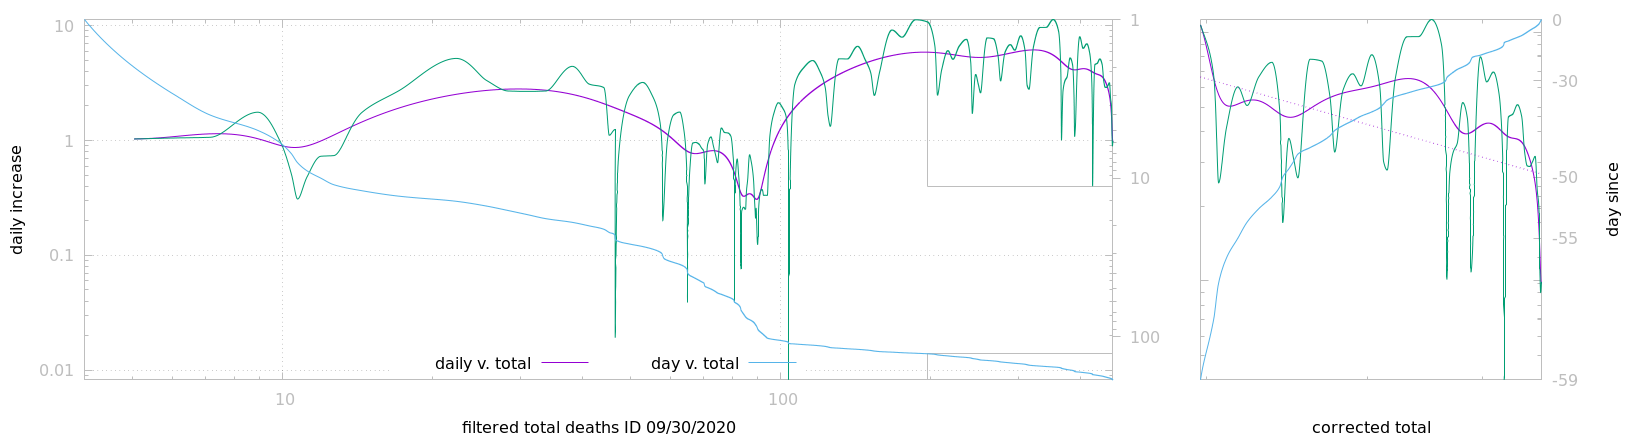 daily increase
10
1
0.1
0.01
daily v. total
day v. total
10
100
filtered total deaths ID 09/30/2020
1
10
100
0
-30
-50
-55
-59
day since
corrected total